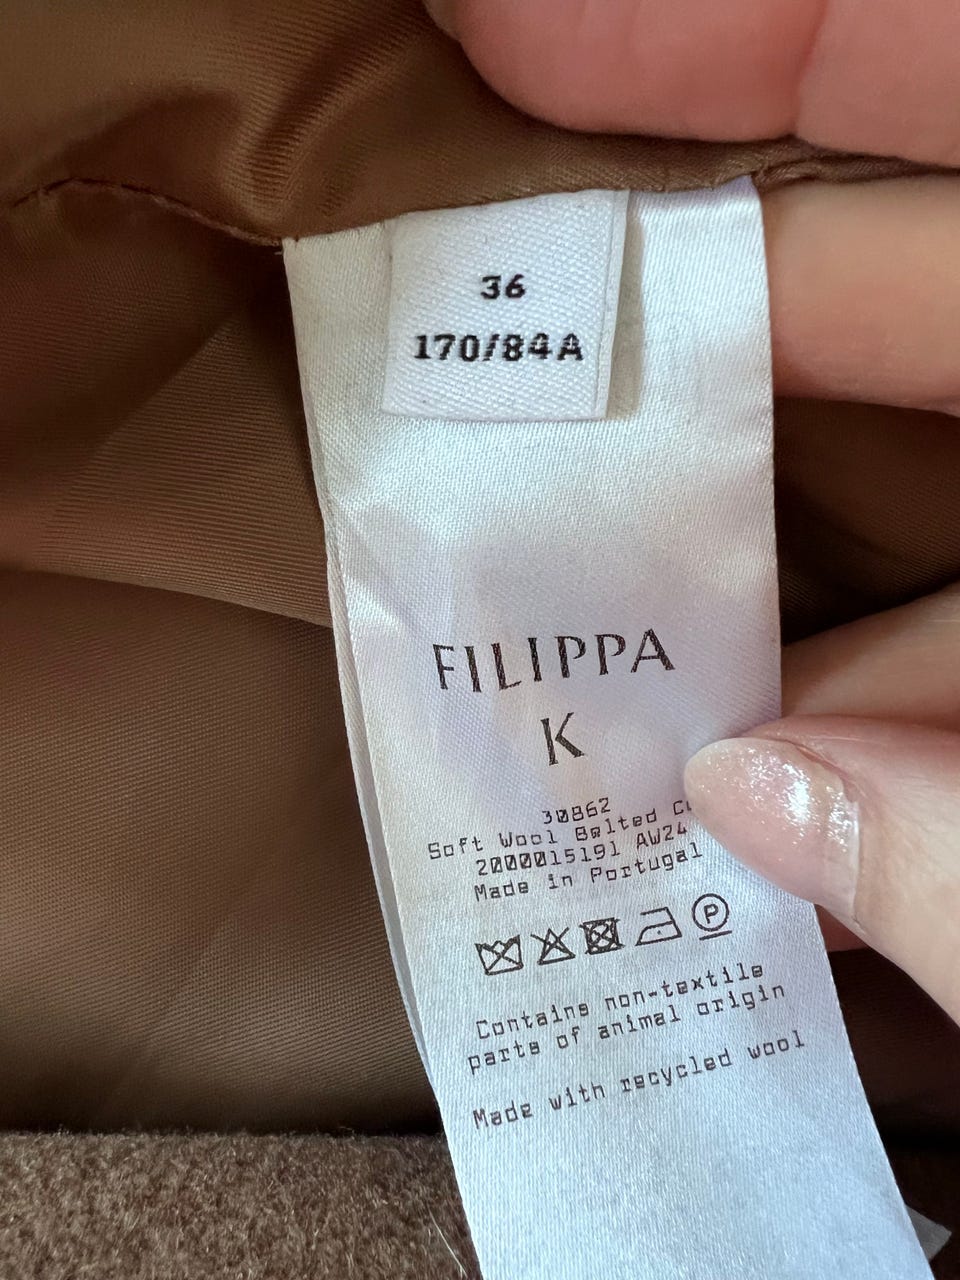 36
170/84A
FILIPPA
K
30862
Soft Wool Belted
2000015191 AW24
Made in Portugal
P
Contains non-textile
parts of animal origin
Made with recycled wool